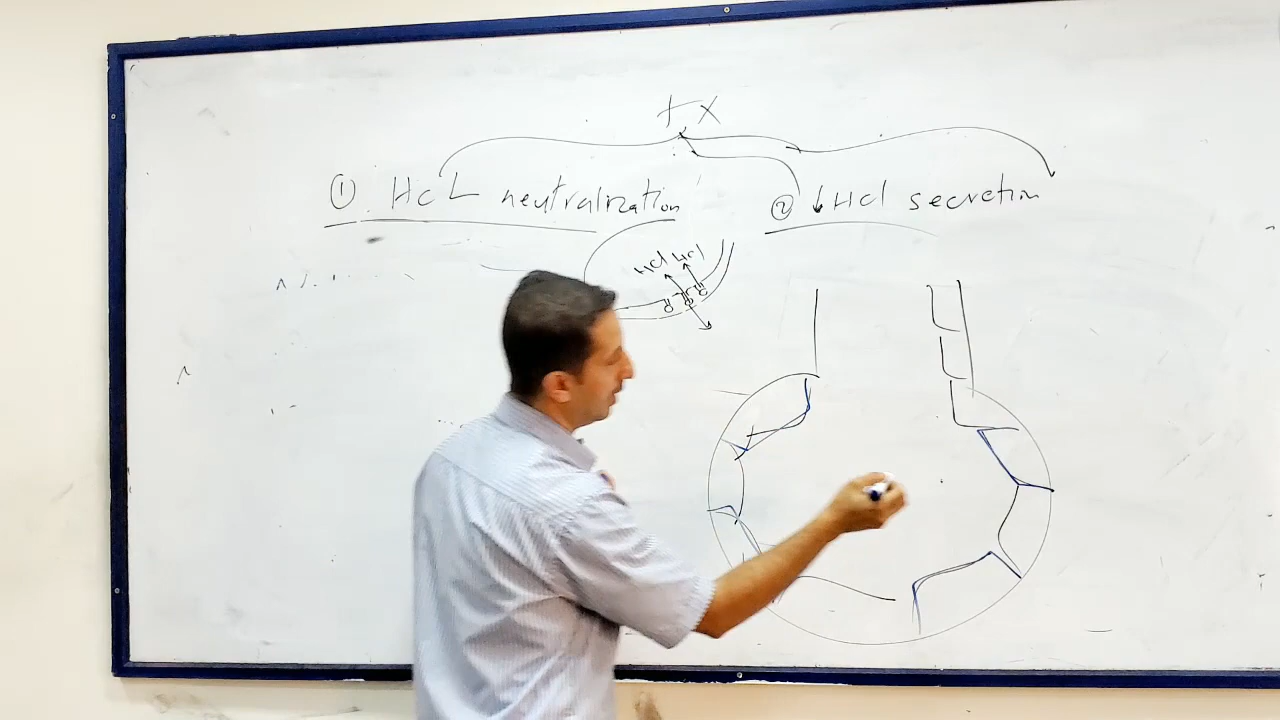 Tx
① HCL neutralization
② ↓HCl secretion
HCl HCl